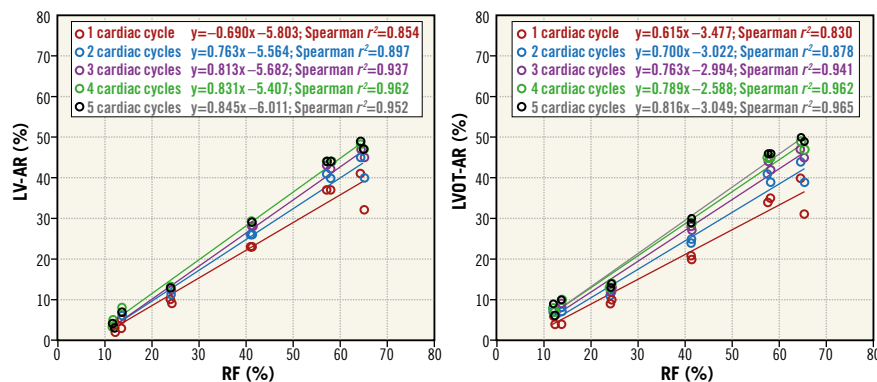 80
70
60
50
40
30
20
10
0
LV-AR (%)
1 cardiac cycle y=−0.690x −5.803; Spearman r²=0.854
2 cardiac cycles y=0.763x −5.564; Spearman r²=0.897
3 cardiac cycles y=0.813x −5.682; Spearman r²=0.937
4 cardiac cycles y=0.831x −5.407; Spearman r²=0.962
5 cardiac cycles y=0.845x −6.011; Spearman r²=0.952
0 10 20 30 40 50 60 70 80
RF (%)
80
70
60
50
40
30
20
10
0
LVOT-AR (%)
1 cardiac cycle y=0.615x −3.477; Spearman r²=0.830
2 cardiac cycles y=0.700x −3.022; Spearman r²=0.878
3 cardiac cycles y=0.763x −2.994; Spearman r²=0.941
4 cardiac cycles y=0.789x −2.588; Spearman r²=0.962
5 cardiac cycles y=0.816x −3.049; Spearman r²=0.965
0 10 20 30 40 50 60 70 80
RF (%)